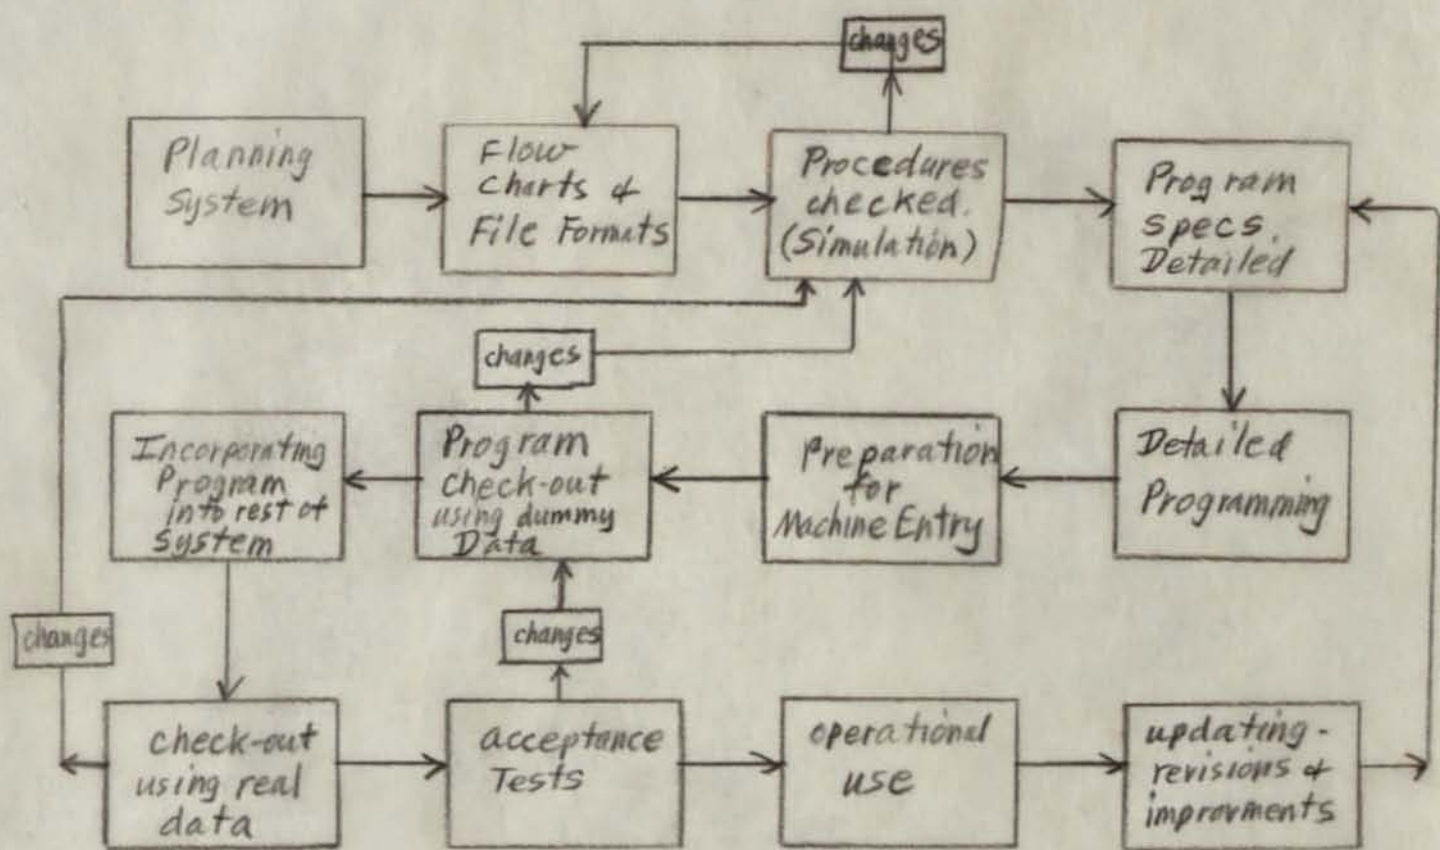 changes
Planning
System
Flow
Charts &
File Formats
Procedures
checked.
(Simulation)
Program
specs.
Detailed
changes
Incorporating
Program
into rest of
System
Program
check-out
using dummy
Data
Preparation
for
Machine Entry
Detailed
Programming
changes
changes
check-out
using real
data
acceptance
Tests
operational
use
updating-
revisions &
improvments